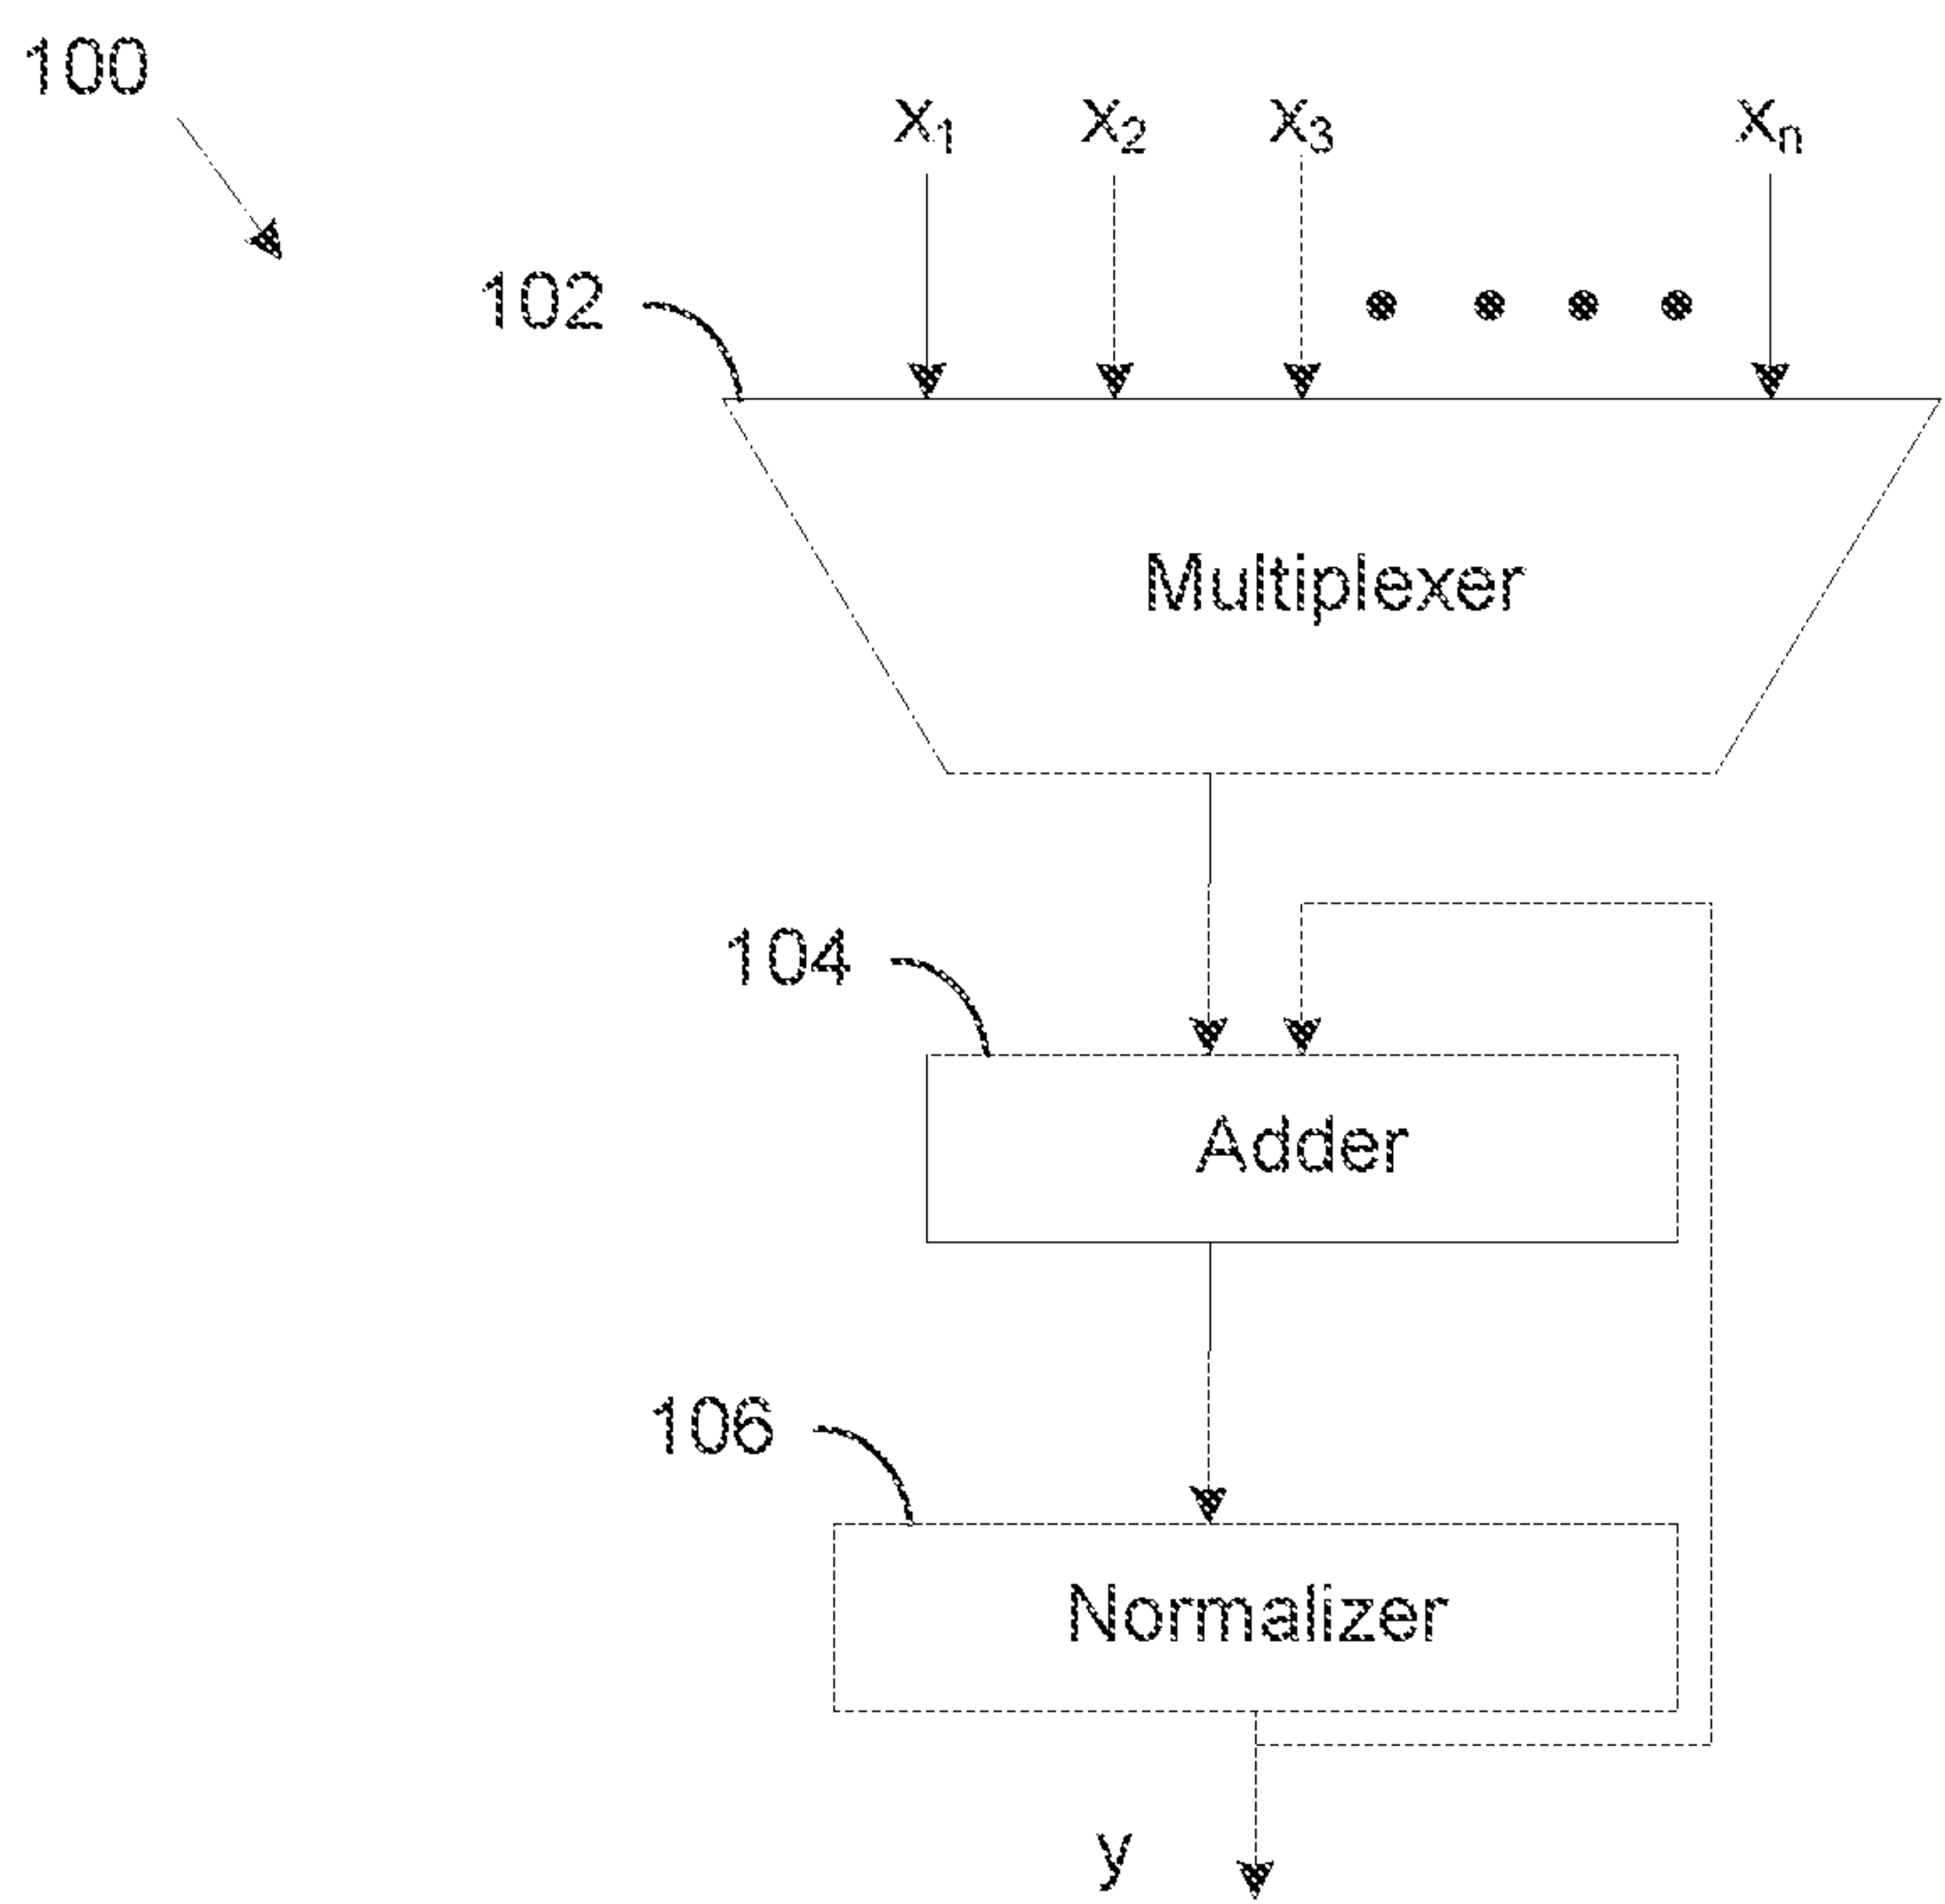 100
x₁ x₂ x₃ xₙ
102
Multiplexer
104
Adder
106
Normalizer
y